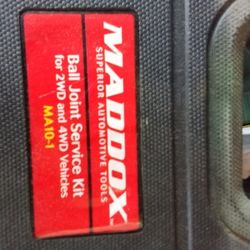 MADDOX
SUPERIOR AUTOMOTIVE TOOLS
Ball Joint Service Kit
for 2WD and 4WD Vehicles
MA10-1